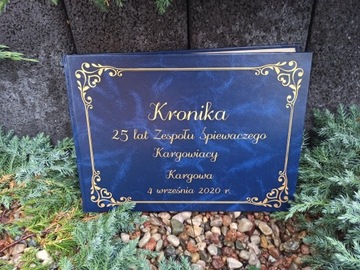 Kronika
25 lat Zespołu Śpiewaczego
Kargowiacy
Kargowa
4 września 2020 r.